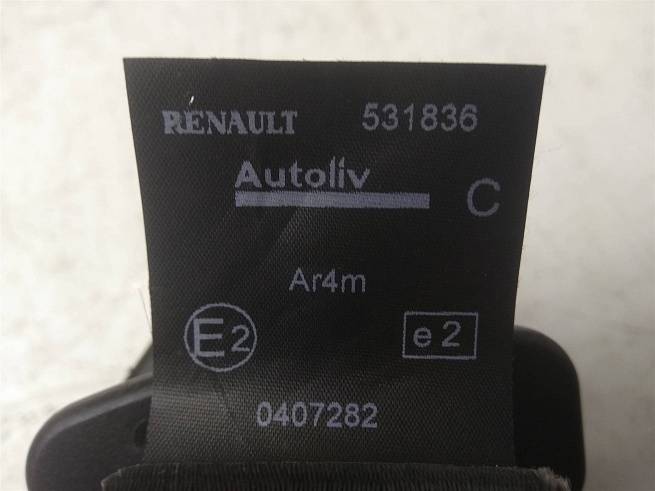 RENAULT 531836
Autoliv
C
Ar4m
E2 e2
0407282